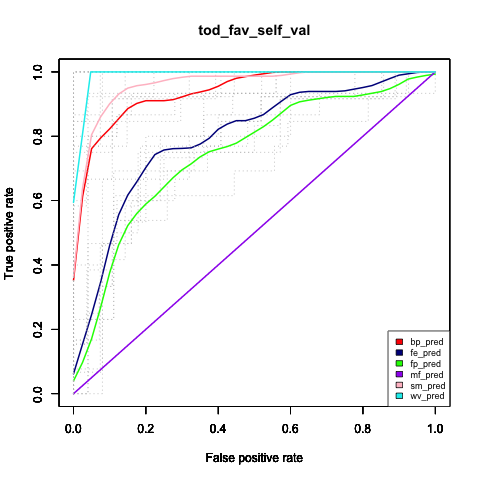 tod_fav_self_val
True positive rate
1.0
0.8
0.6
0.4
0.2
0.0
0.0 0.2 0.4 0.6 0.8 1.0
False positive rate
bp_pred
fe_pred
fp_pred
mf_pred
sm_pred
wv_pred